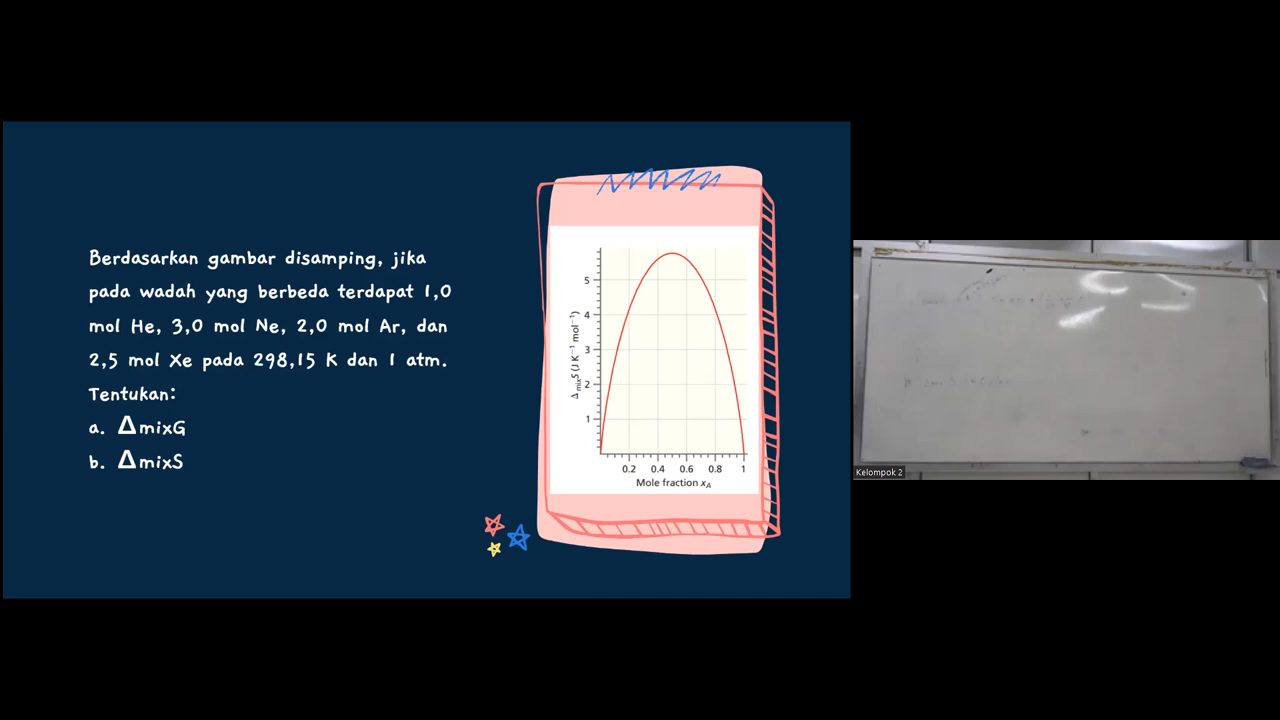 Berdasarkan gambar disamping, jika
pada wadah yang berbeda terdapat 1,0
mol He, 3,0 mol Ne, 2,0 mol Ar, dan
2,5 mol Xe pada 298,15 K dan 1 atm.
Tentukan:
a. ΔmixG
b. ΔmixS
5
4
3
2
1
Δmix S (J K⁻¹ mol⁻¹)
0.2 0.4 0.6 0.8 1
Mole fraction xA
Kelompok 2